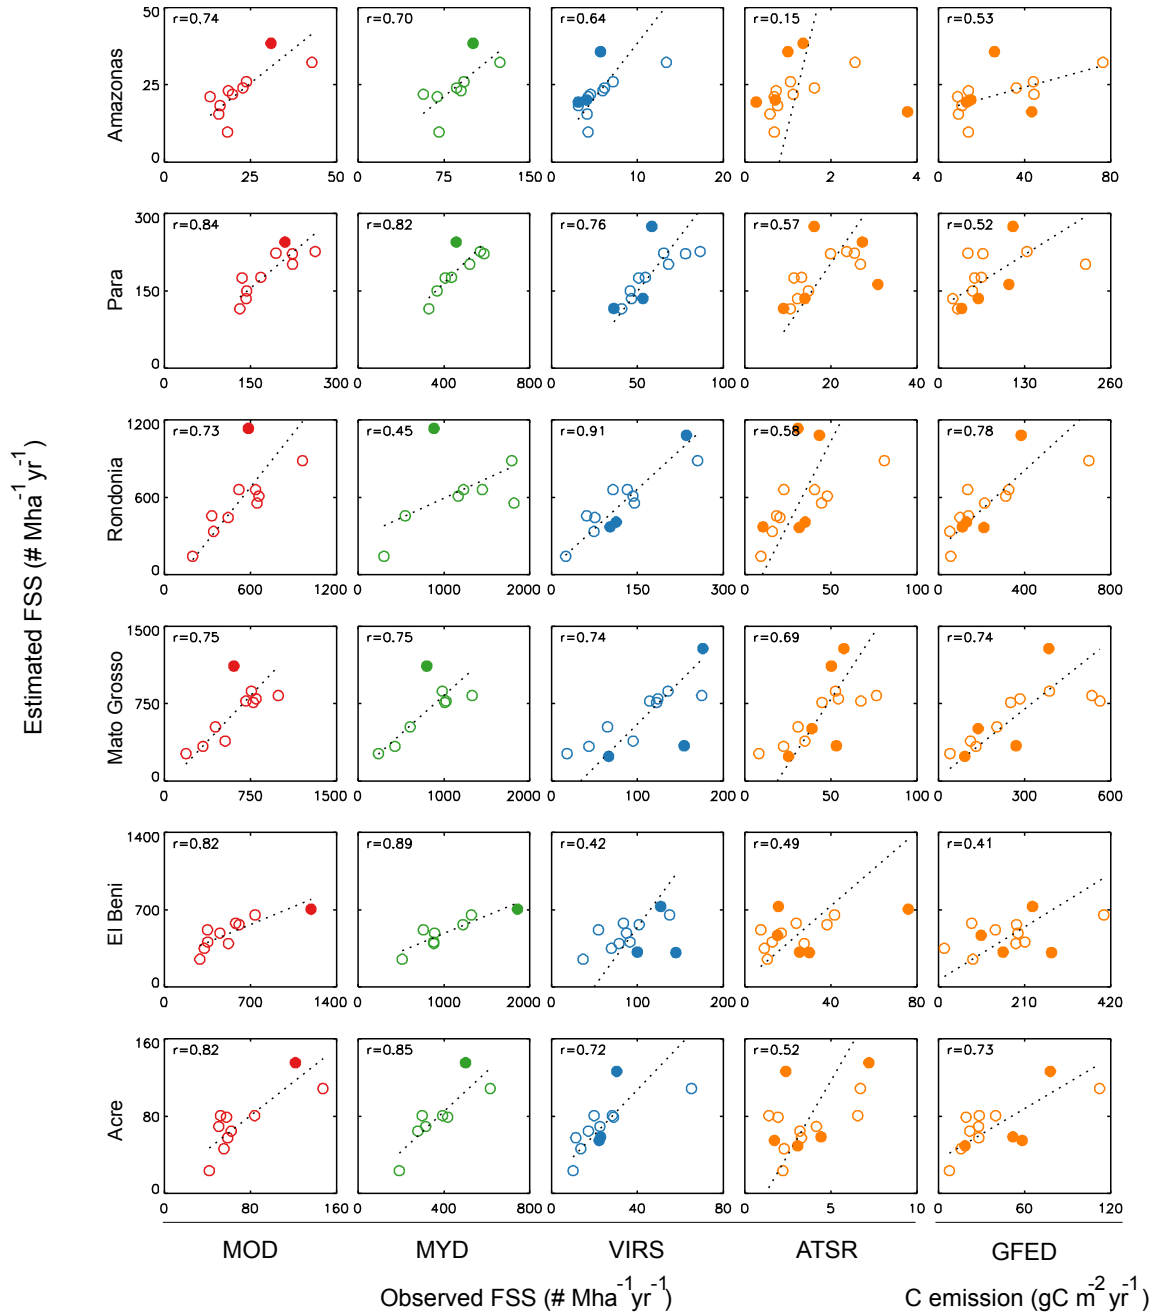 50
25
0
Amazonas
r=0.74
r=0.70
r=0.64
r=0.15
r=0.53
0 25 50
0 75 150
0 10 20
0 2 4
0 40 80
300
150
0
Para
r=0.84
r=0.82
r=0.76
r=0.57
r=0.52
0 150 300
0 400 800
0 50 100
0 20 40
0 130 260
1200
600
0
Rondonia
r=0.73
r=0.45
r=0.91
r=0.58
r=0.78
0 600 1200
0 1000 2000
0 150 300
0 50 100
0 400 800
1500
750
0
Mato Grosso
r=0.75
r=0.75
r=0.74
r=0.69
r=0.74
0 750 1500
0 1000 2000
0 100 200
0 50 100
0 300 600
1400
700
0
El Beni
r=0.82
r=0.89
r=0.42
r=0.49
r=0.41
0 700 1400
0 1000 2000
0 100 200
0 40 80
0 210 420
160
80
0
Acre
r=0.82
r=0.85
r=0.72
r=0.52
r=0.73
0 80 160
0 400 800
0 50 100
0 5 10
0 60 120
Estimated FSS (# Mha⁻¹yr⁻¹)
MOD MYD VIRS ATSR GFED
Observed FSS (# Mha⁻¹yr⁻¹)
C emission (gC m⁻²yr⁻¹)